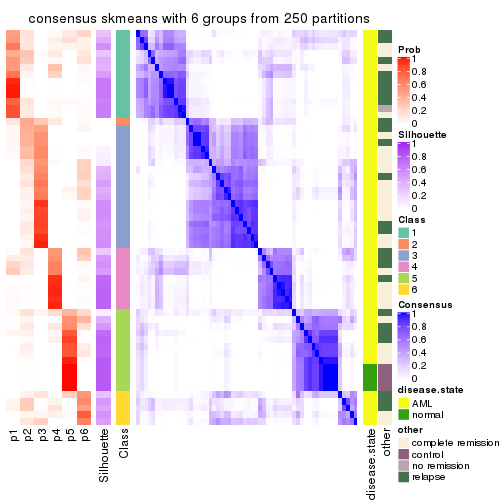 consensus skmeans with 6 groups from 250 partitions
Prob
1
0.8
0.6
0.4
0.2
0
Silhouette
1
0.8
0.6
0.4
0.2
0
Class
1
2
3
4
5
6
Consensus
1
0.8
0.6
0.4
0.2
0
disease.state
AML
normal
other
complete remission
control
no remission
relapse
p1
p2
p3
p4
p5
p6
Silhouette
Class
disease.state
other